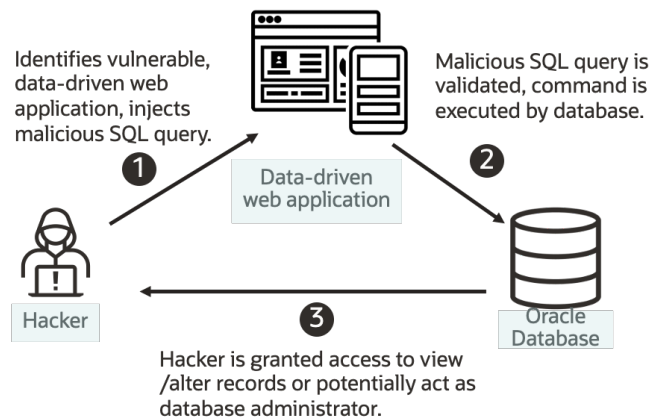 Identifies vulnerable,
data-driven web
application, injects
malicious SQL query.
1
Malicious SQL query is
validated, command is
executed by database.
2
Data-driven
web application
!
Hacker
Oracle
Database
3
Hacker is granted access to view
/alter records or potentially act as
database administrator.